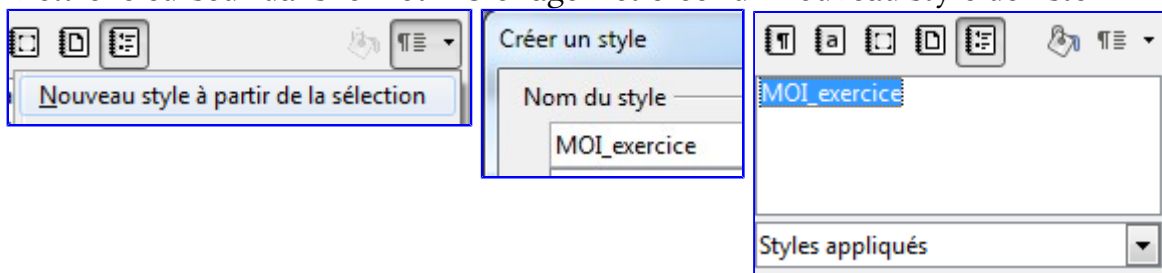 Nouveau style à partir de la sélection
Créer un style
Nom du style
MOI_exercice
MOI_exercice
Styles appliqués